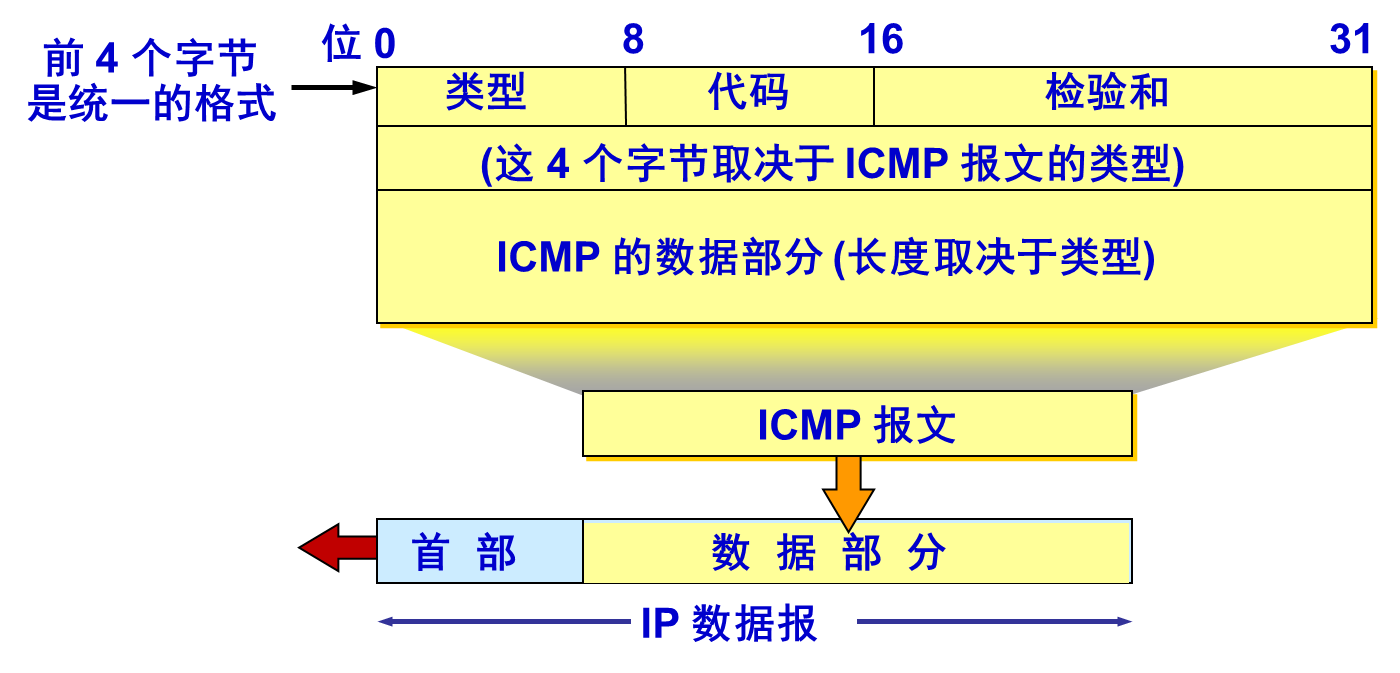 位 0 8 16 31
前 4 个字节
是统一的格式
类型 代码 检验和
(这 4 个字节取决于 ICMP 报文的类型)
ICMP 的数据部分 (长度取决于类型)
ICMP 报文
首 部 数 据 部 分
IP 数据报